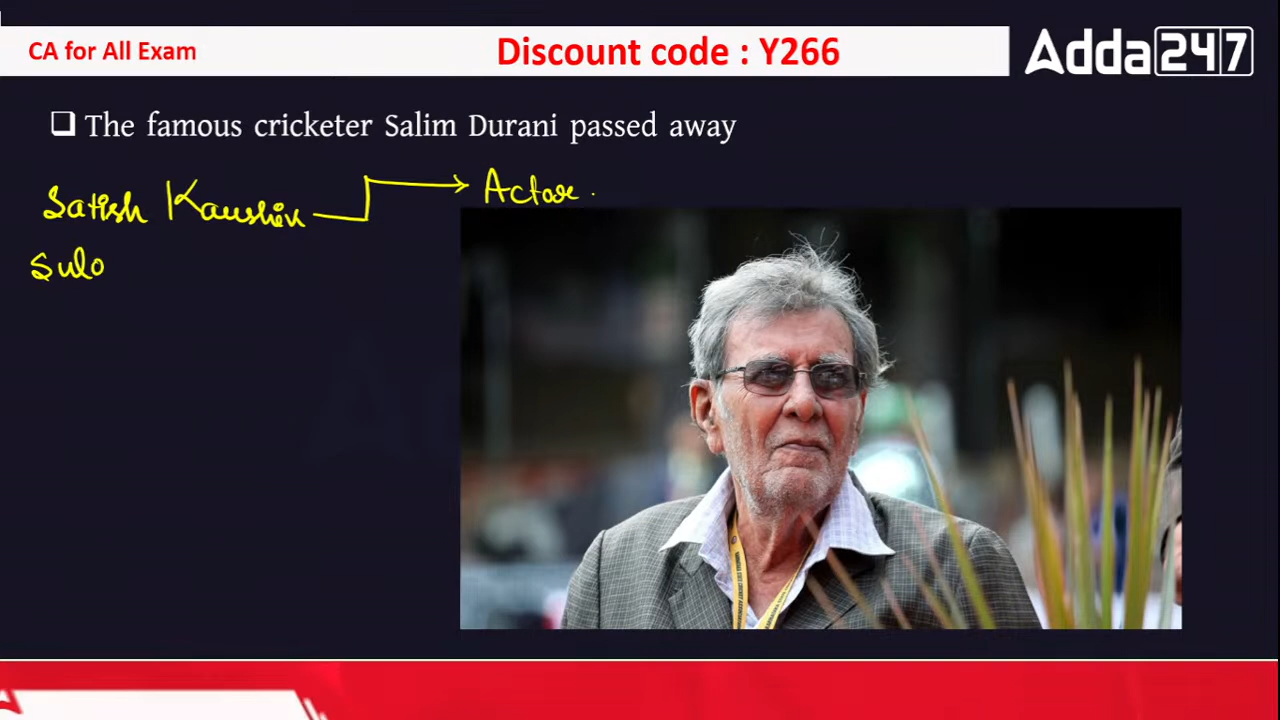 CA for All Exam
Discount code : Y266
Adda247
The famous cricketer Salim Durani passed away
Satish Kaushik
Actor.
Sulo